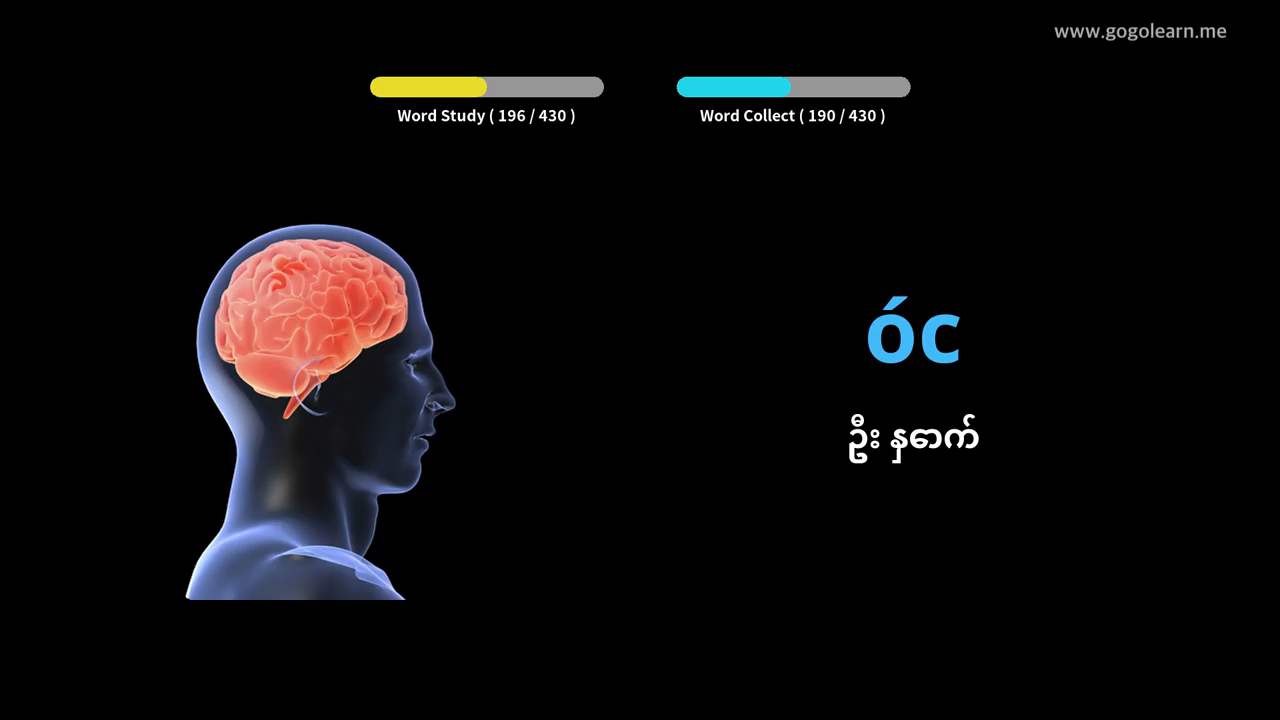 www.gogolearn.me
Word Study ( 196 / 430 )
Word Collect ( 190 / 430 )
óc
ဦး နှောက်